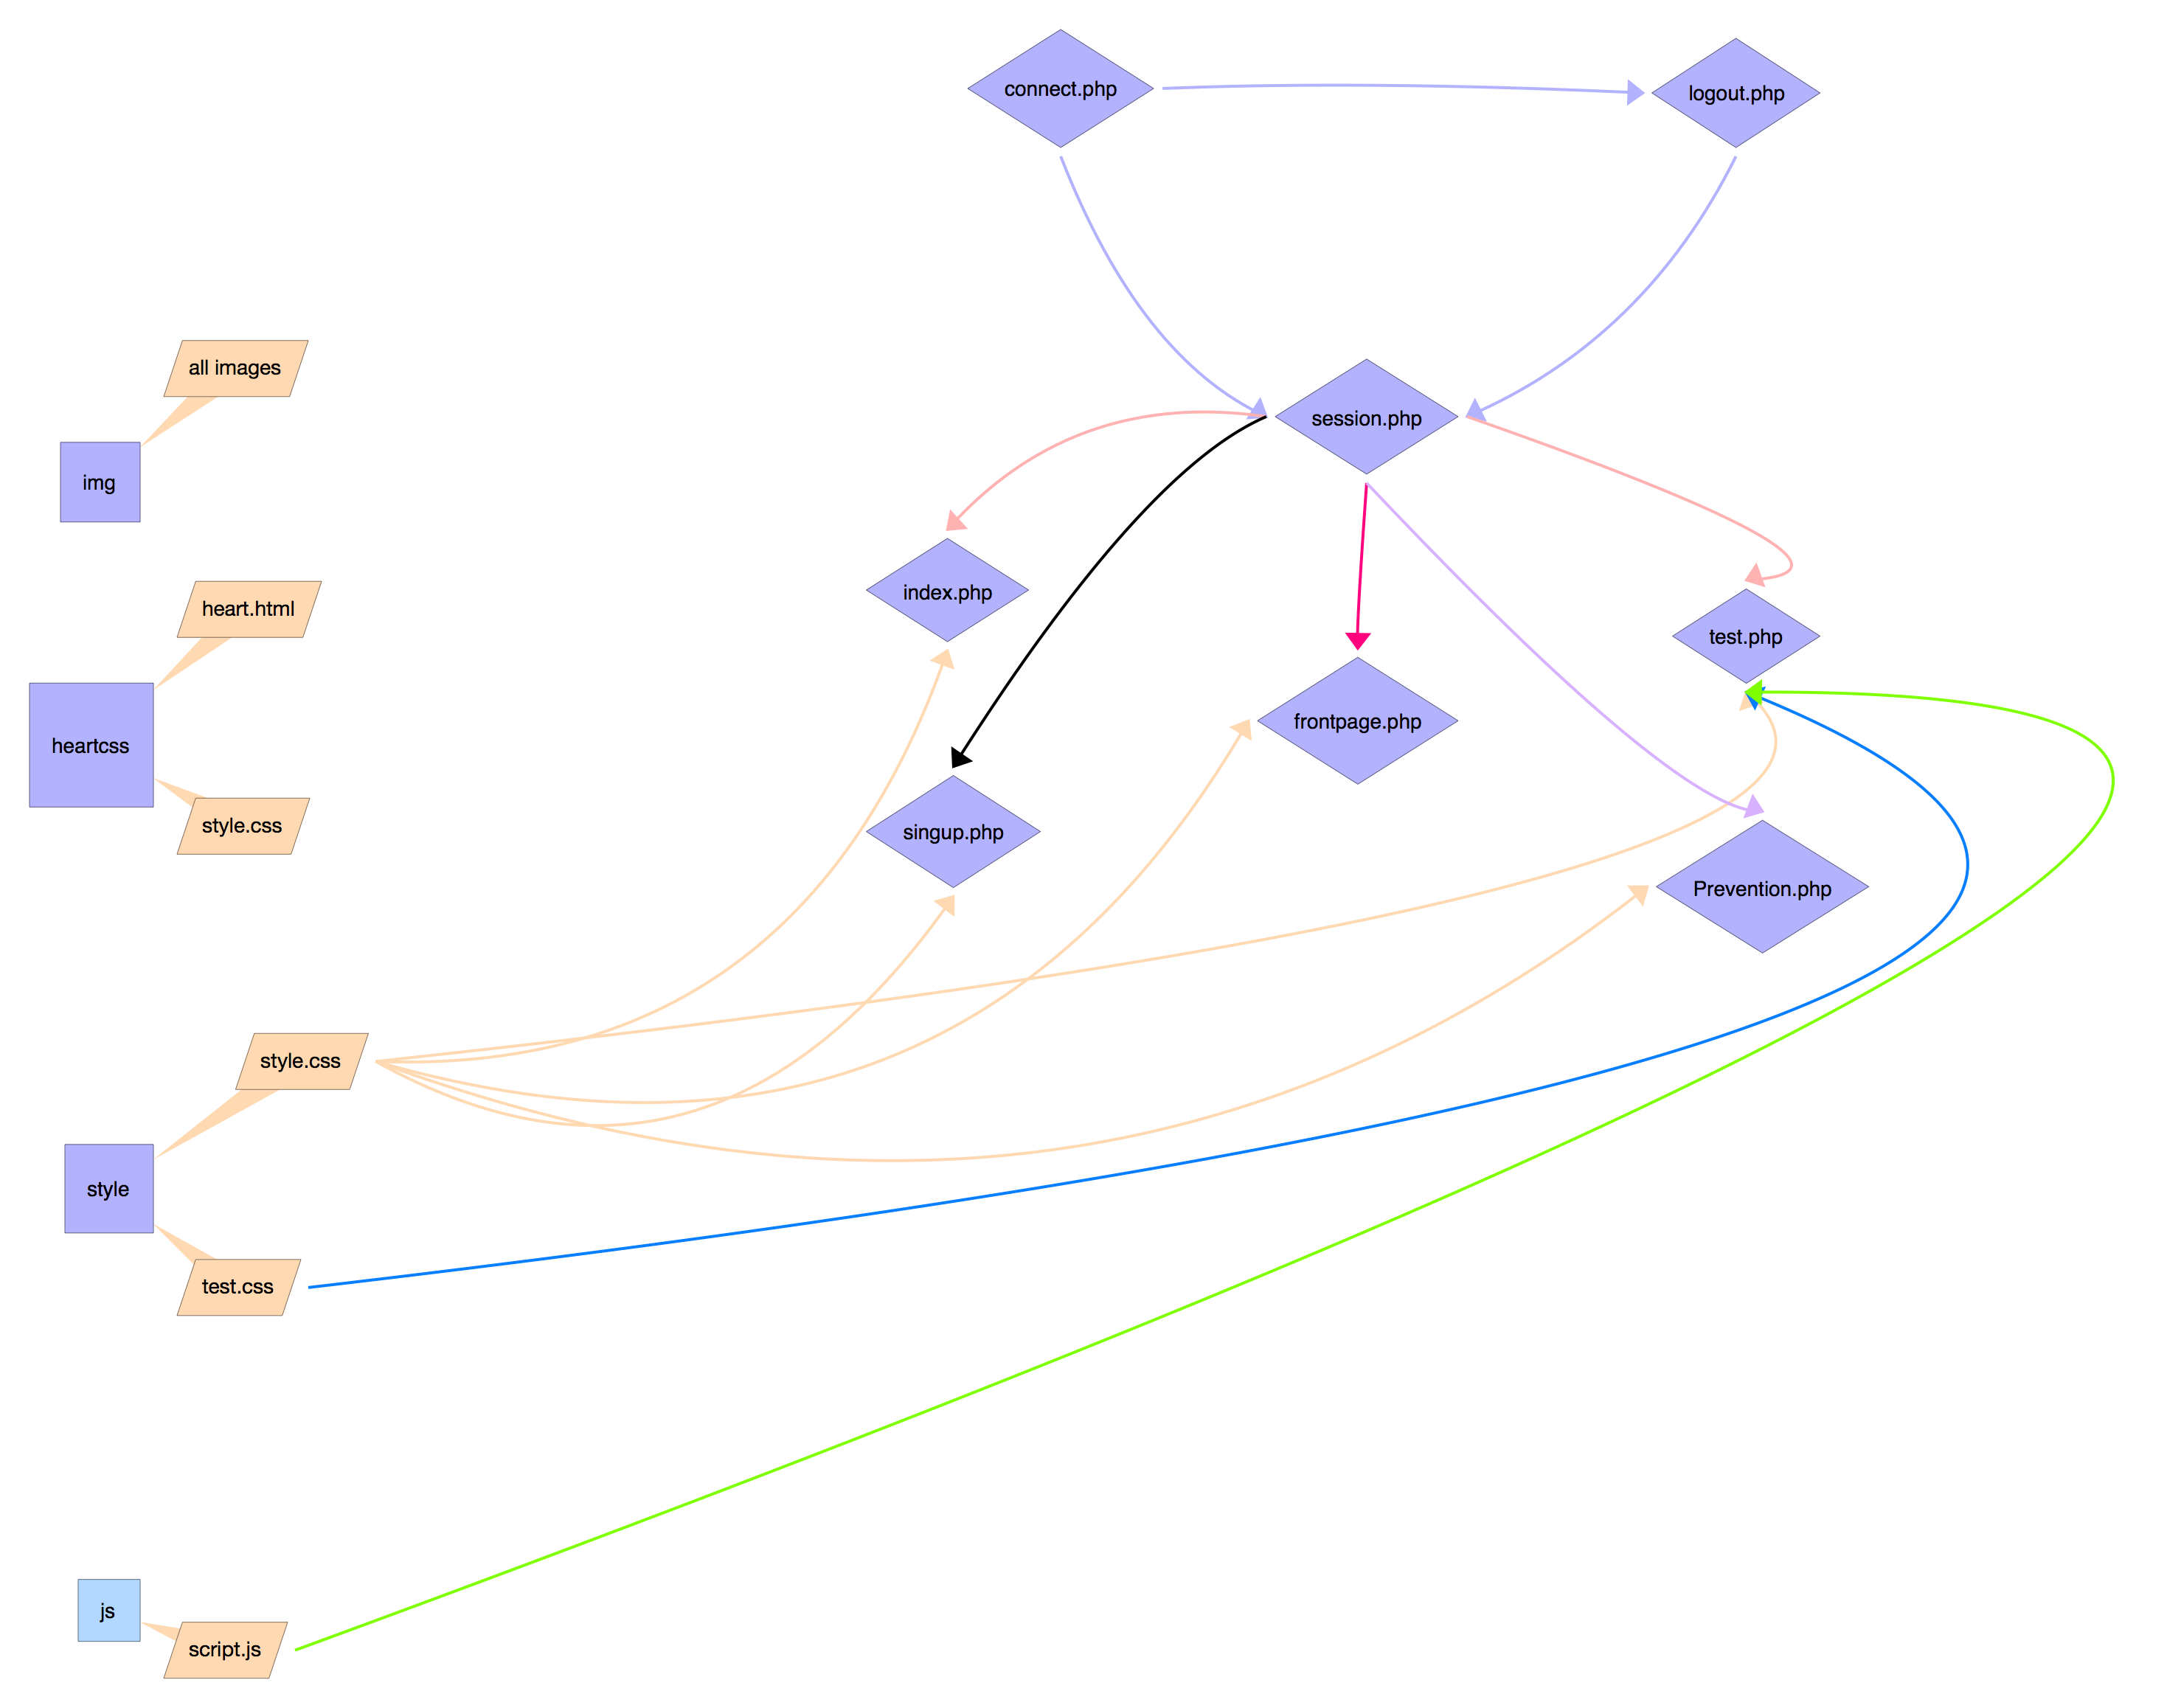 connect.php
logout.php
all images
session.php
img
index.php
heart.html
test.php
frontpage.php
heartcss
style.css
singup.php
Prevention.php
style.css
style
test.css
js
script.js